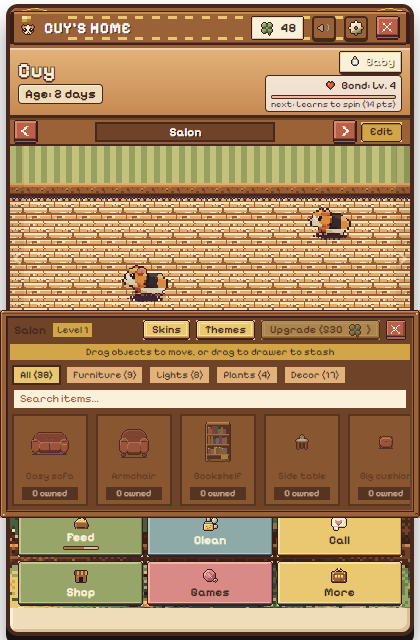 GUY'S HOME
48
Guy
Baby
Age: 2 days
Bond: Lv. 4
next: Learns to spin (14 pts)
Salon
Edit
Salon
Level 1
Skins
Themes
Upgrade (530 )
Drag objects to move, or drag to drawer to stash
All (38)
Furniture (9)
Lights (8)
Plants (4)
Decor (17)
Search items...
Cosy sofa
Armchair
Bookshelf
Side table
Big cushion
0 owned
0 owned
0 owned
0 owned
0 owned
Feed
Clean
Call
Shop
Games
More